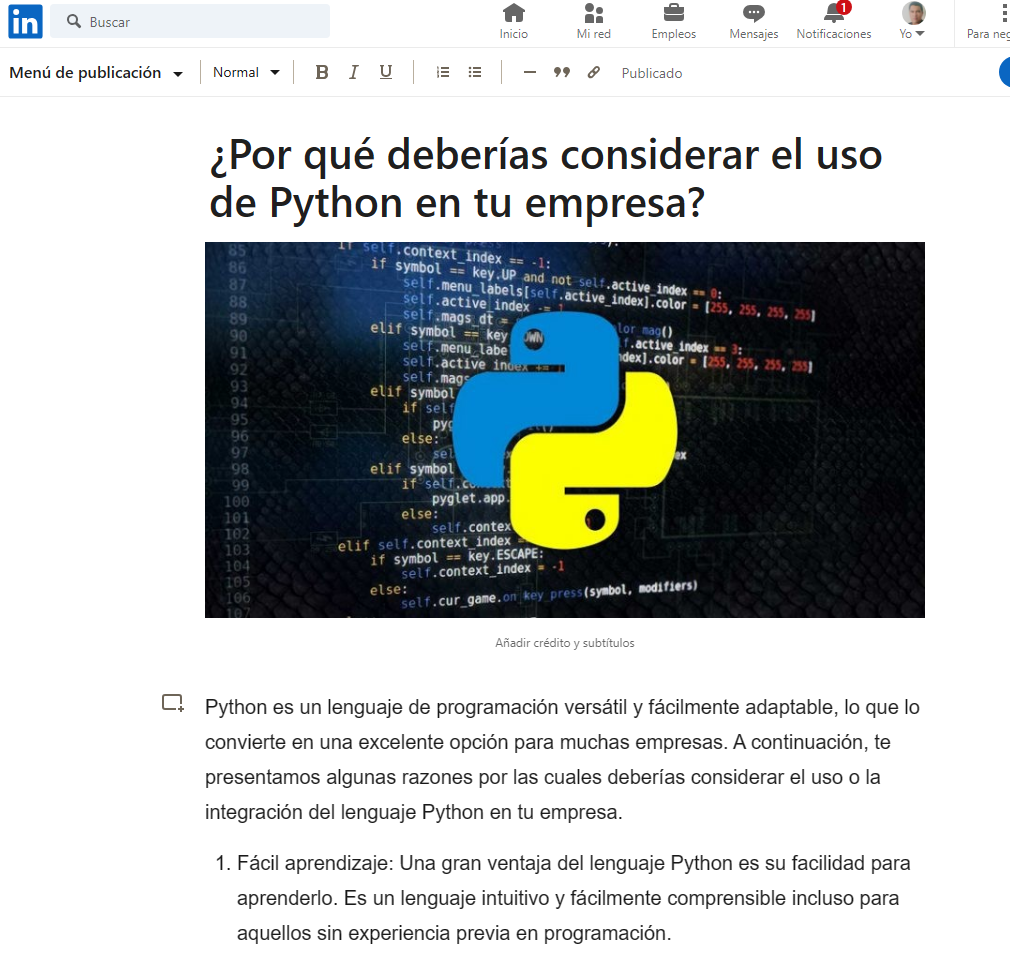 in Buscar
Inicio Mi red Empleos Mensajes 1 Notificaciones Yo Para neg
Menú de publicación Normal B I U Publicado
¿Por qué deberías considerar el uso
de Python en tu empresa?
85 if self.context_index == -1:
86 if symbol == key.UP and not self.active_index == 0:
87 self.menu_labels[self.active_index].color = [255, 255, 255, 255]
88 self.active_index -= 1
89 self.mags_dt =
90 elif symbol == key
91 self.menu_labe .active_index == 3:
92 self.active_index += ndex].color = [255, 255, 255, 255]
93 self.mags
94 elif symbol
95 if self
96 pyg
97 else:
98 sel ex
99 elif symbol
100 if self.co
101 pyglet.app.
102 else:
103 self.contex
104 elif self.context_index
105 if symbol == key.ESCAPE:
106 self.context_index = -1
107 else:
self.cur_game.on_key_press(symbol, modifiers)
Añadir crédito y subtítulos
Python es un lenguaje de programación versátil y fácilmente adaptable, lo que lo
convierte en una excelente opción para muchas empresas. A continuación, te
presentamos algunas razones por las cuales deberías considerar el uso o la
integración del lenguaje Python en tu empresa.
1. Fácil aprendizaje: Una gran ventaja del lenguaje Python es su facilidad para
aprenderlo. Es un lenguaje intuitivo y fácilmente comprensible incluso para
aquellos sin experiencia previa en programación.